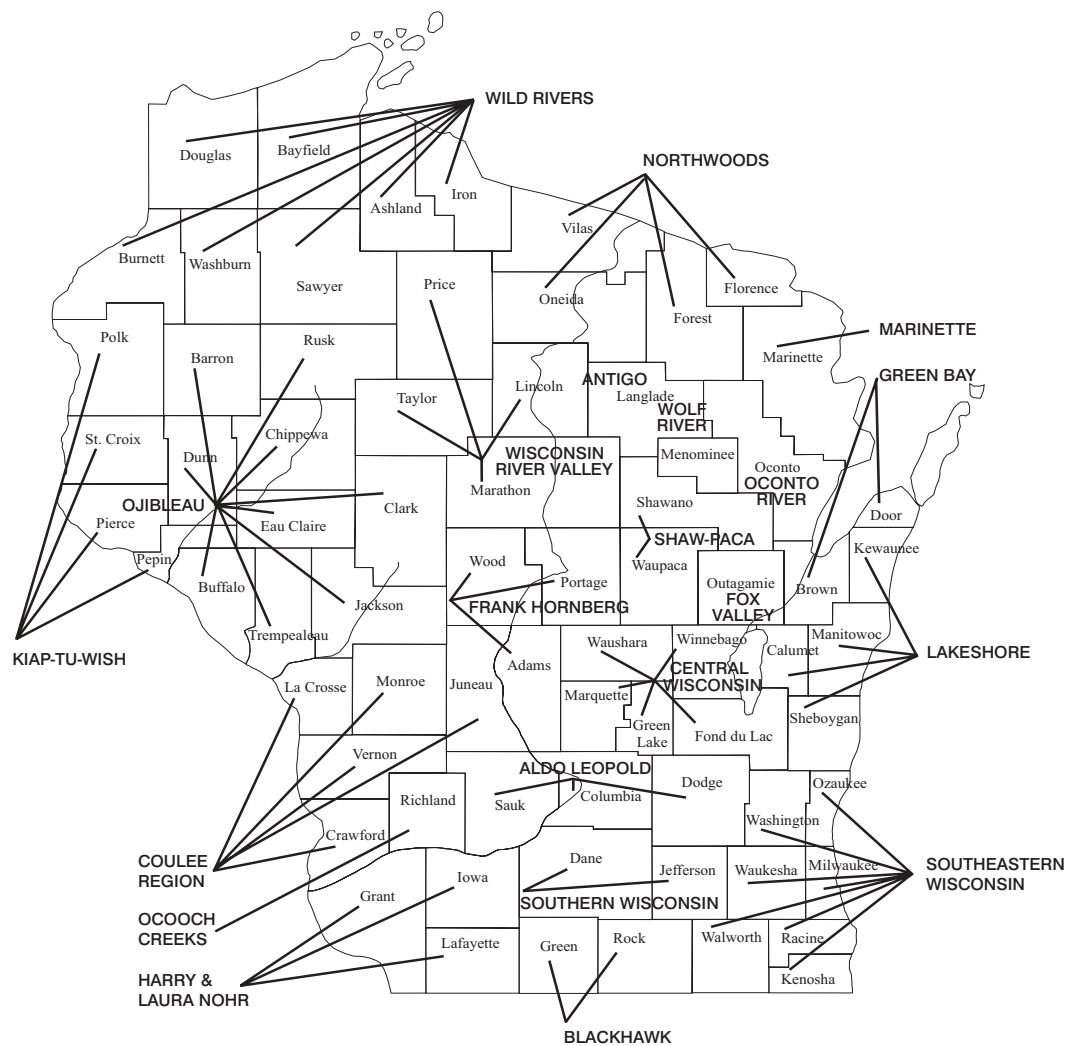 WILD RIVERS
Douglas
Bayfield
NORTHWOODS
Iron
Ashland
Vilas
Burnett
Washburn
Sawyer
Price
Oneida
Florence
Forest
Polk
Barron
Rusk
MARINETTE
Marinette
GREEN BAY
ANTIGO
Lincoln
Langlade
Taylor
WOLF
RIVER
St. Croix
Chippewa
Dunn
WISCONSIN
RIVER VALLEY
Menominee
Oconto
OCONTO
RIVER
Marathon
OJIBLEAU
Clark
Shawano
Door
Pierce
Eau Claire
SHAW-PACA
Kewaunee
Pepin
Wood
Waupaca
Buffalo
Portage
Outagamie
Brown
FOX
VALLEY
Jackson
FRANK HORNBERG
Trempealeau
Waushara
Winnebago
Manitowoc
KIAP-TU-WISH
Adams
Calumet
LAKESHORE
CENTRAL
WISCONSIN
La Crosse
Monroe
Juneau
Marquette
Sheboygan
Green
Lake
Fond du Lac
Vernon
ALDO LEOPOLD
Richland
Sauk
Columbia
Dodge
Ozaukee
Washington
Crawford
COULEE
REGION
Dane
Jefferson
Waukesha
Milwaukee
SOUTHEASTERN
WISCONSIN
Iowa
Grant
SOUTHERN WISCONSIN
OCOOCH
CREEKS
Lafayette
Green
Rock
Walworth
Racine
HARRY &
LAURA NOHR
Kenosha
BLACKHAWK